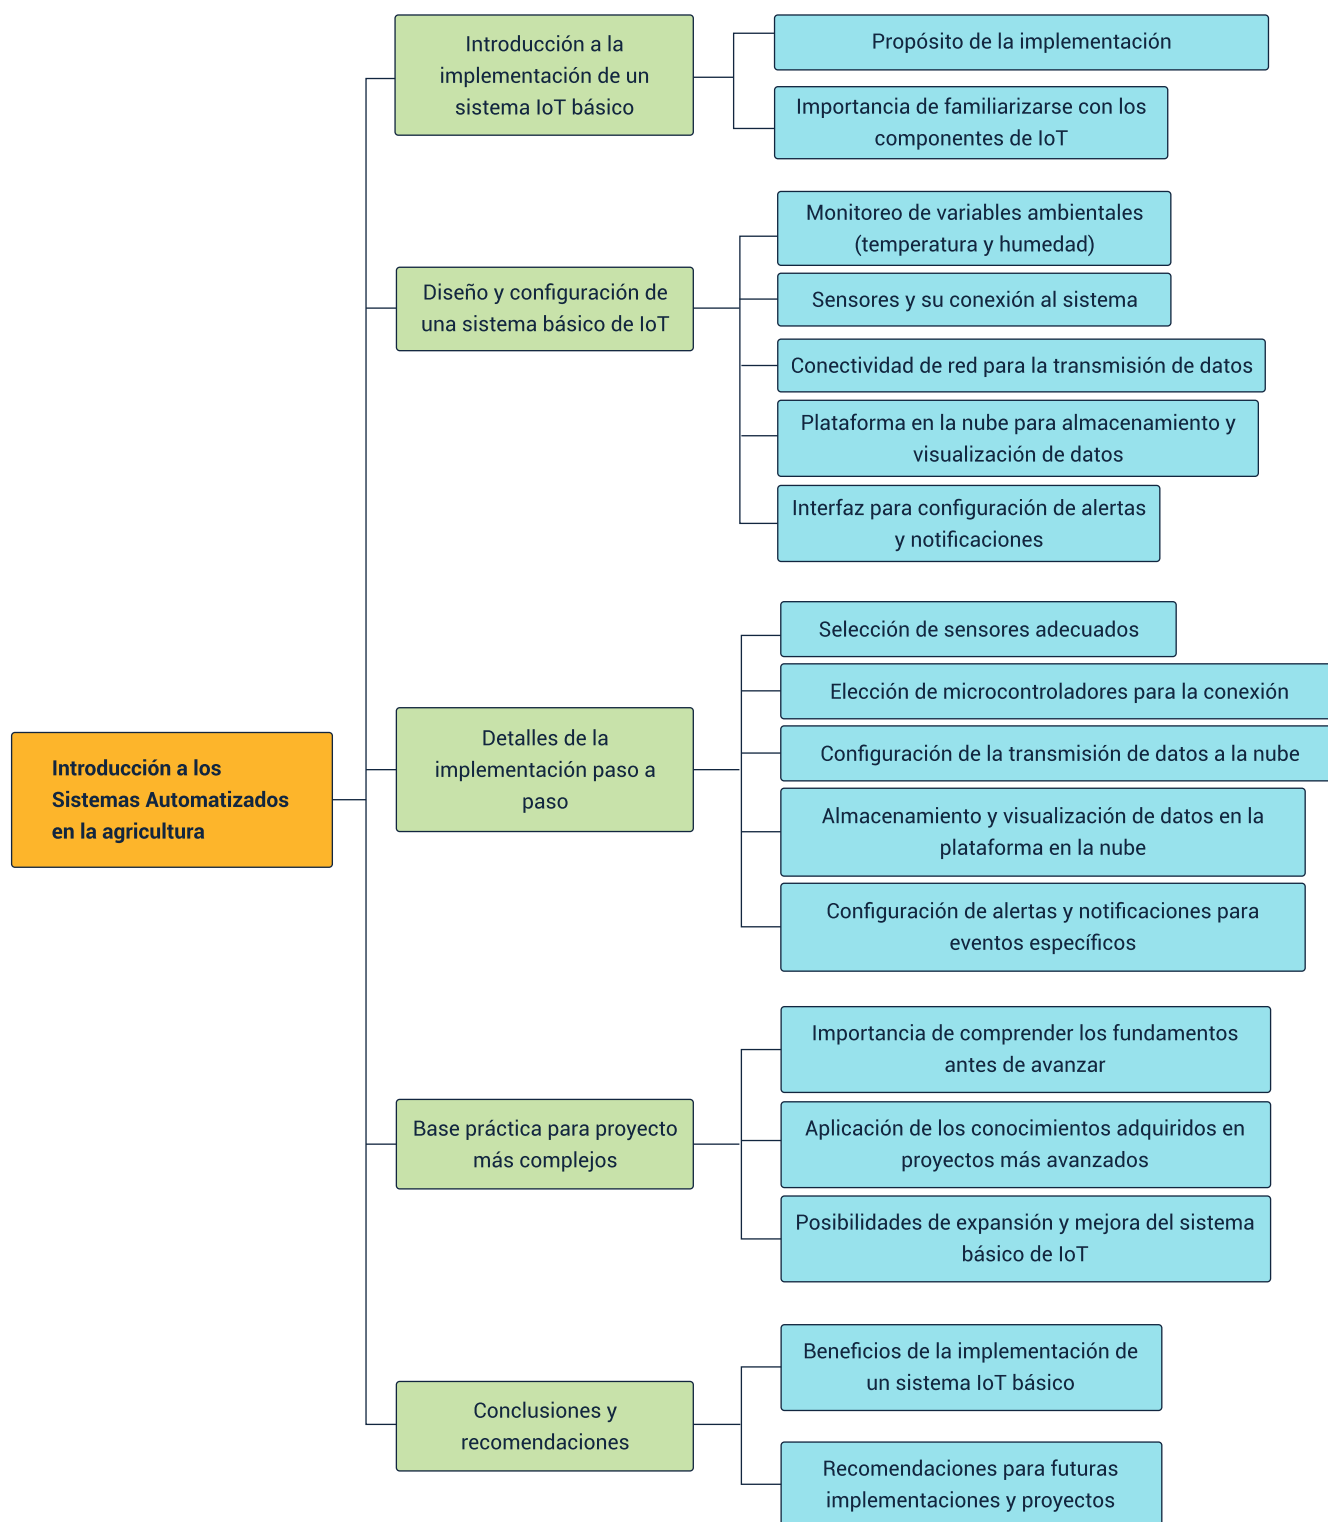 Introducción a la
implementación de un
sistema IoT básico
Propósito de la implementación
Importancia de familiarizarse con los
componentes de IoT
Diseño y configuración de
una sistema básico de IoT
Monitoreo de variables ambientales
(temperatura y humedad)
Sensores y su conexión al sistema
Conectividad de red para la transmisión de datos
Plataforma en la nube para almacenamiento y
visualización de datos
Interfaz para configuración de alertas
y notificaciones
Introducción a los
Sistemas Automatizados
en la agricultura
Detalles de la
implementación paso a
paso
Selección de sensores adecuados
Elección de microcontroladores para la conexión
Configuración de la transmisión de datos a la nube
Almacenamiento y visualización de datos en la
plataforma en la nube
Configuración de alertas y notificaciones para
eventos específicos
Base práctica para proyecto
más complejos
Importancia de comprender los fundamentos
antes de avanzar
Aplicación de los conocimientos adquiridos en
proyectos más avanzados
Posibilidades de expansión y mejora del sistema
básico de IoT
Conclusiones y
recomendaciones
Beneficios de la implementación de
un sistema IoT básico
Recomendaciones para futuras
implementaciones y proyectos